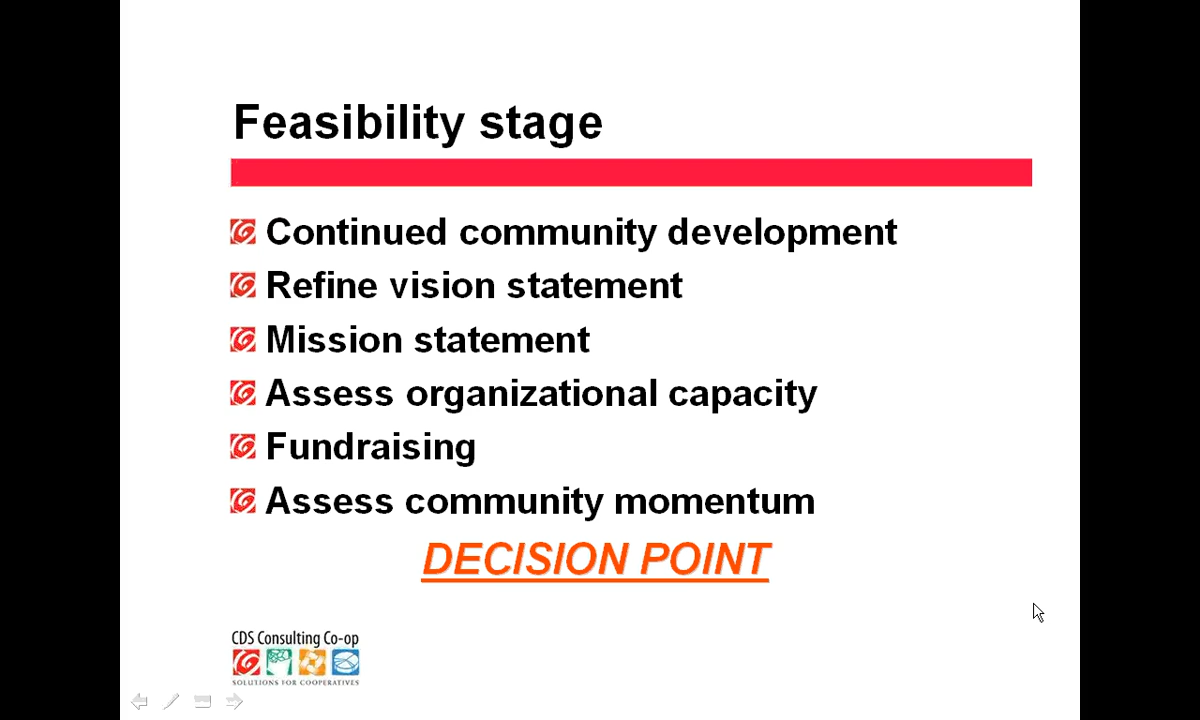 Feasibility stage
Continued community development
Refine vision statement
Mission statement
Assess organizational capacity
Fundraising
Assess community momentum
DECISION POINT
CDS Consulting Co-op
SOLUTIONS FOR COOPERATIVES